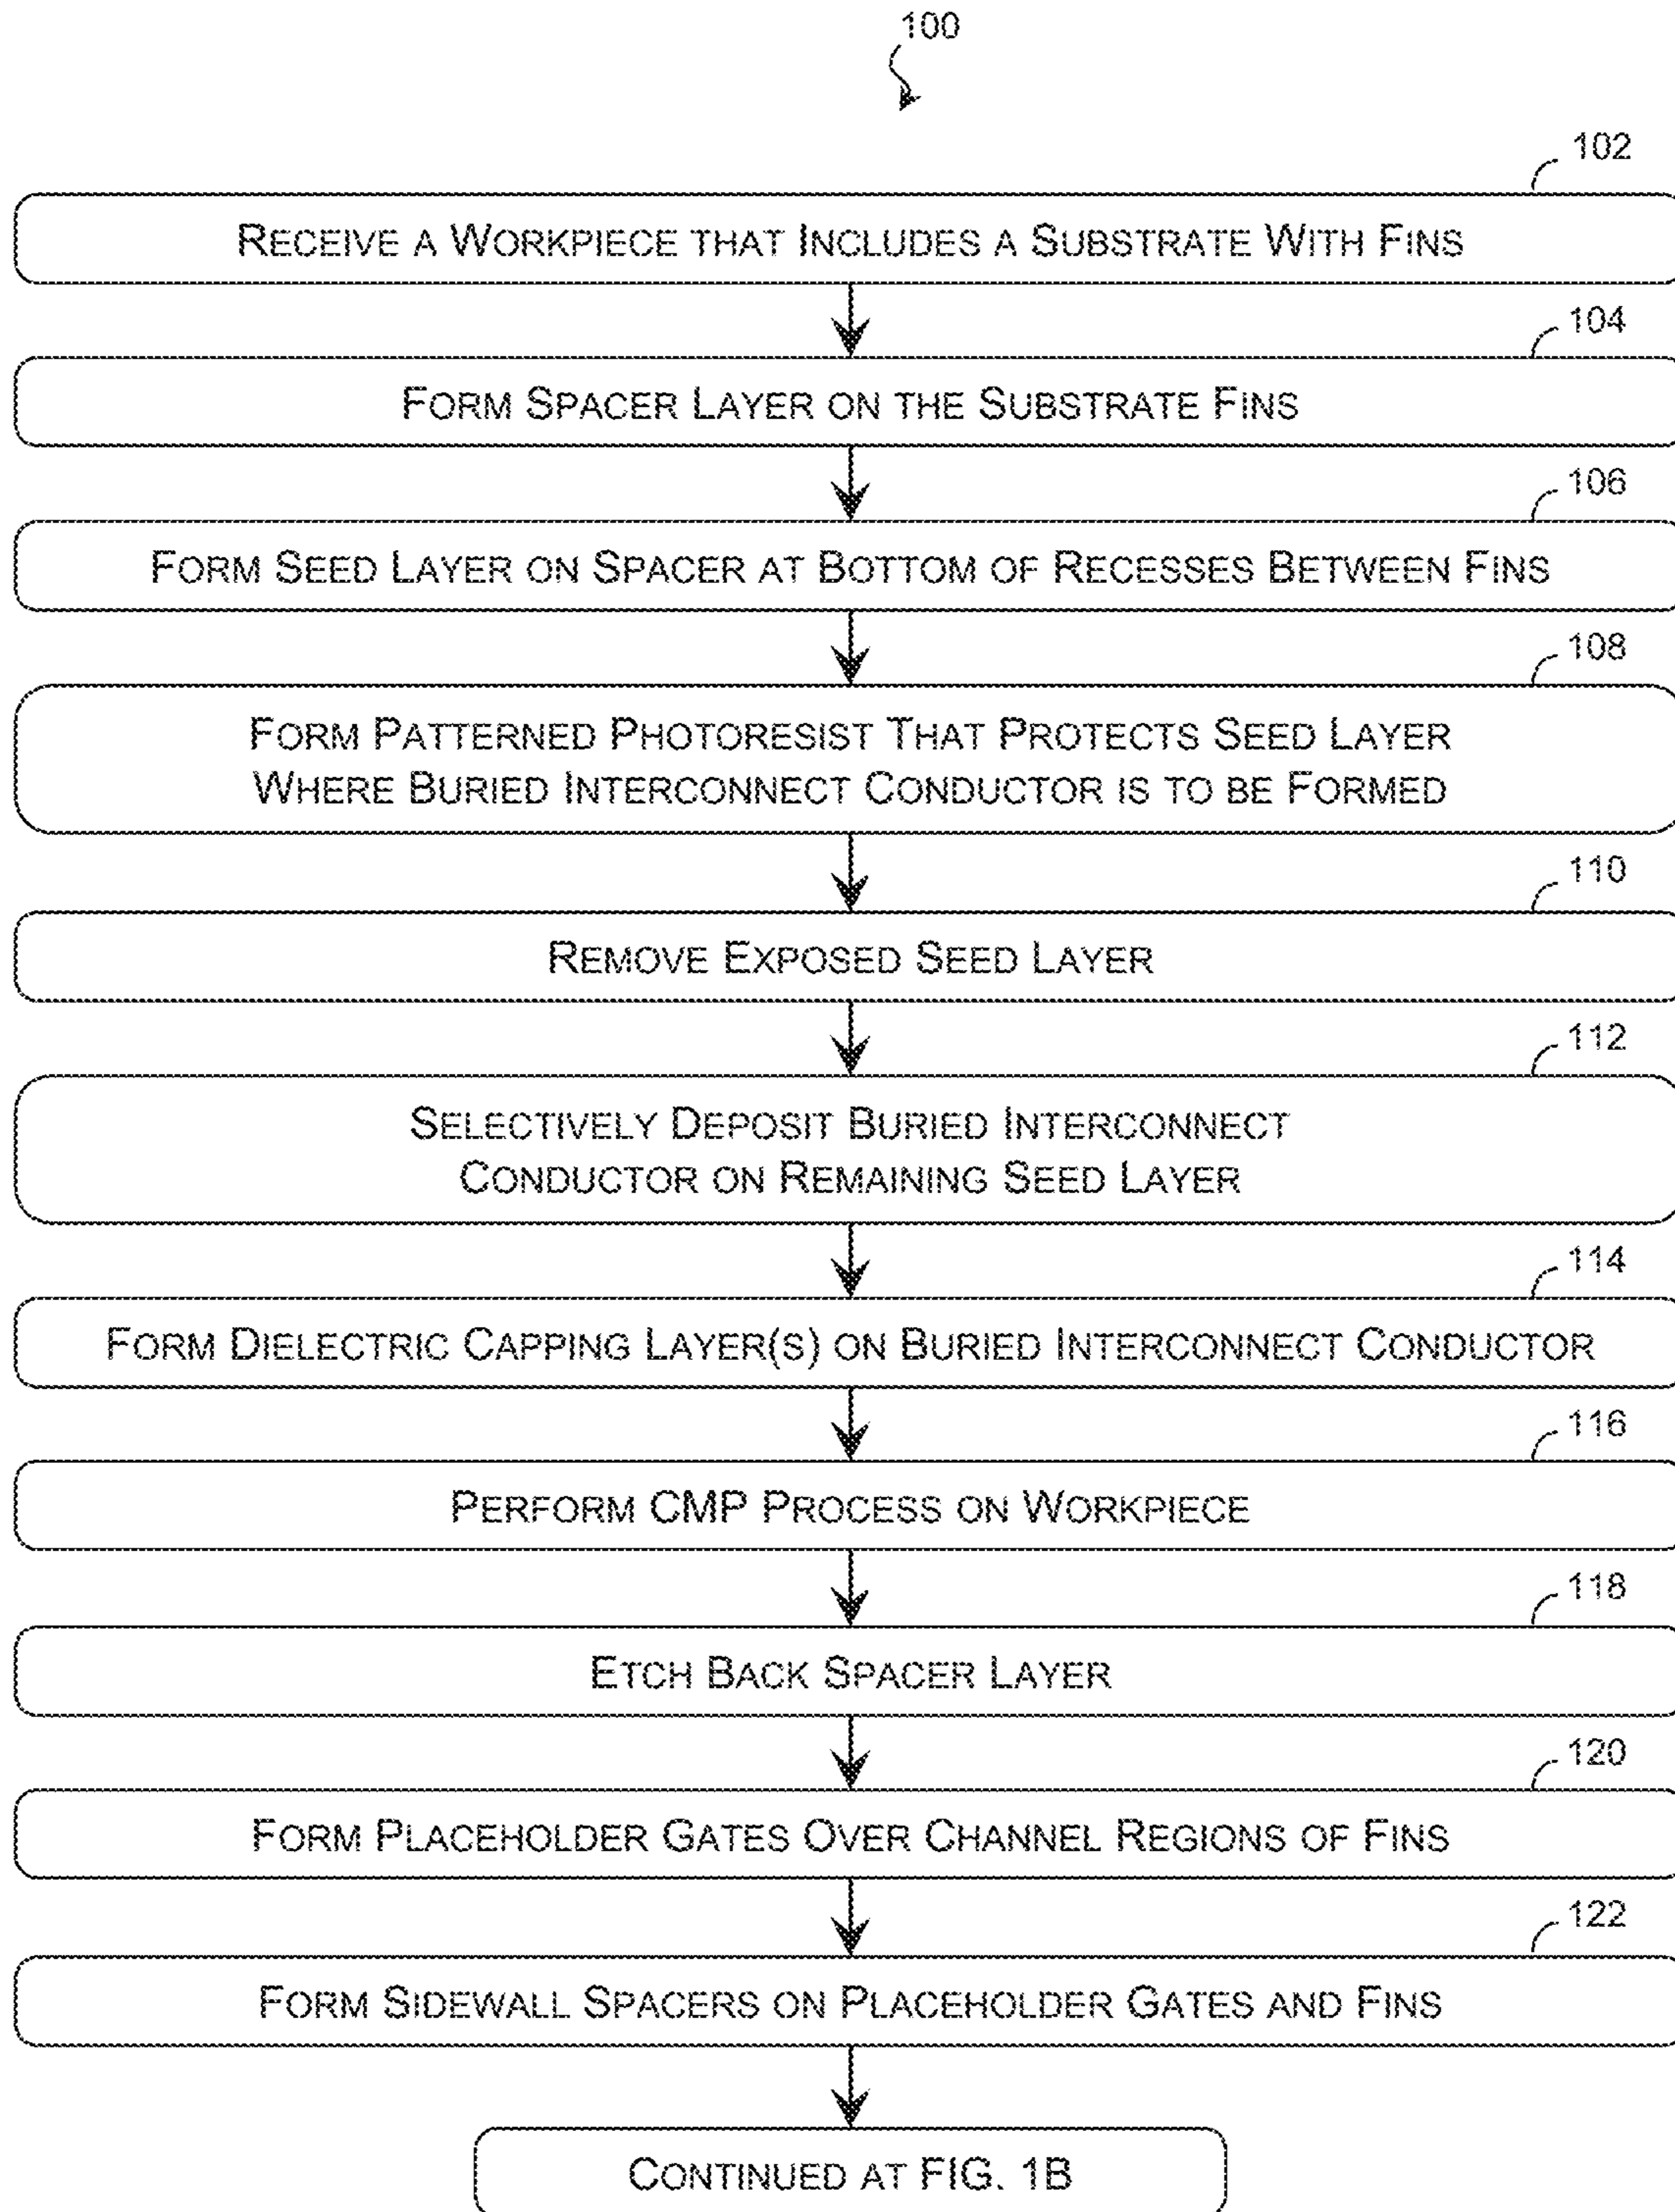 100
102
RECEIVE A WORKPIECE THAT INCLUDES A SUBSTRATE WITH FINS
104
FORM SPACER LAYER ON THE SUBSTRATE FINS
106
FORM SEED LAYER ON SPACER AT BOTTOM OF RECESSES BETWEEN FINS
108
FORM PATTERNED PHOTORESIST THAT PROTECTS SEED LAYER
WHERE BURIED INTERCONNECT CONDUCTOR IS TO BE FORMED
110
REMOVE EXPOSED SEED LAYER
112
SELECTIVELY DEPOSIT BURIED INTERCONNECT
CONDUCTOR ON REMAINING SEED LAYER
114
FORM DIELECTRIC CAPPING LAYER(S) ON BURIED INTERCONNECT CONDUCTOR
116
PERFORM CMP PROCESS ON WORKPIECE
118
ETCH BACK SPACER LAYER
120
FORM PLACEHOLDER GATES OVER CHANNEL REGIONS OF FINS
122
FORM SIDEWALL SPACERS ON PLACEHOLDER GATES AND FINS
CONTINUED AT FIG. 1B